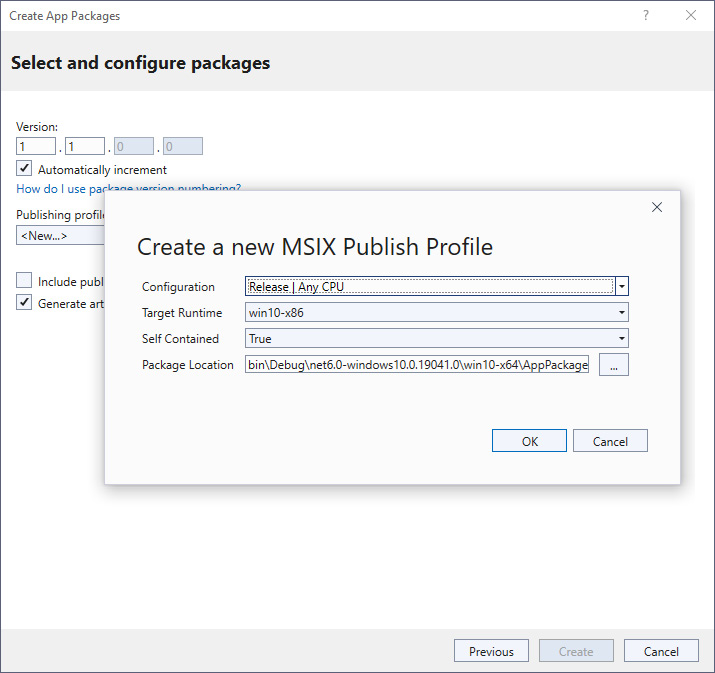 Create App Packages
?
Select and configure packages
Version:
1 . 1 . 0 . 0
Automatically increment
How do I use package version numbering?
Publishing profile
<New...>
Include publ
Generate art
Create a new MSIX Publish Profile
Configuration Release | Any CPU
Target Runtime win10-x86
Self Contained True
Package Location bin\Debug\net6.0-windows10.0.19041.0\win10-x64\AppPackage ...
OK Cancel
Previous Create Cancel